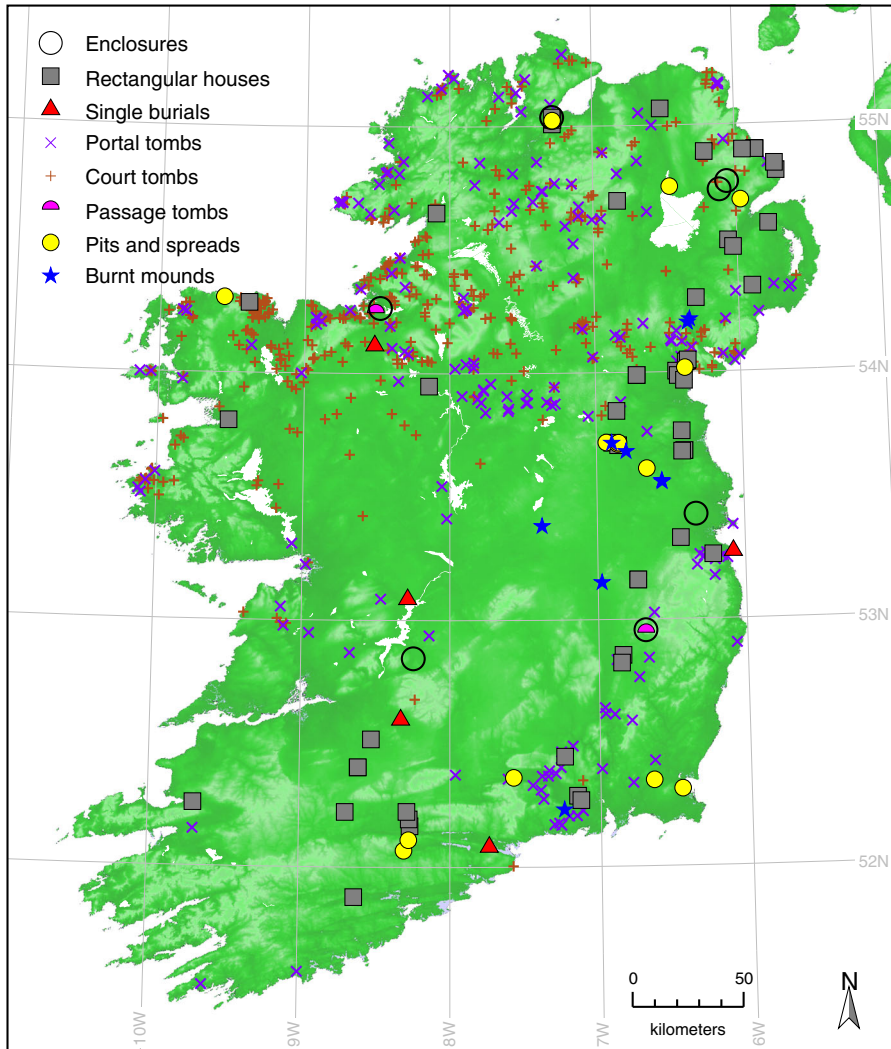 Enclosures
Rectangular houses
Single burials
Portal tombs
Court tombs
Passage tombs
Pits and spreads
Burnt mounds
55N
54N
53N
52N
10W
9W
8W
7W
6W
0 50
kilometers
N